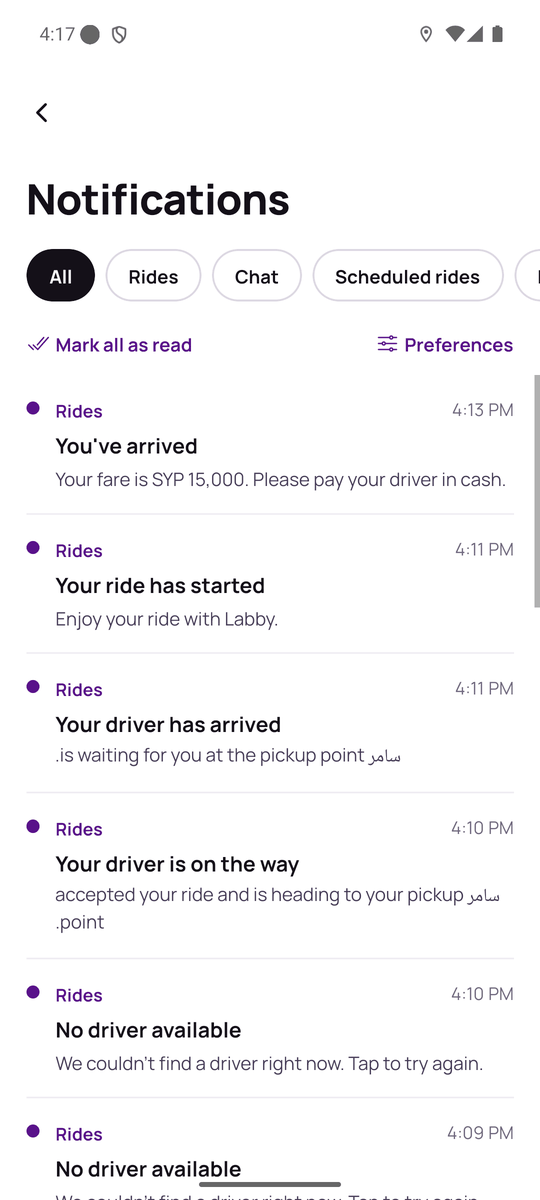 4:17
Notifications
All
Rides
Chat
Scheduled rides
Mark all as read
Preferences
Rides
4:13 PM
You've arrived
Your fare is SYP 15,000. Please pay your driver in cash.
Rides
4:11 PM
Your ride has started
Enjoy your ride with Labby.
Rides
4:11 PM
Your driver has arrived
سامر is waiting for you at the pickup point.
Rides
4:10 PM
Your driver is on the way
سامر accepted your ride and is heading to your pickup
point.
Rides
4:10 PM
No driver available
We couldn't find a driver right now. Tap to try again.
Rides
4:09 PM
No driver available